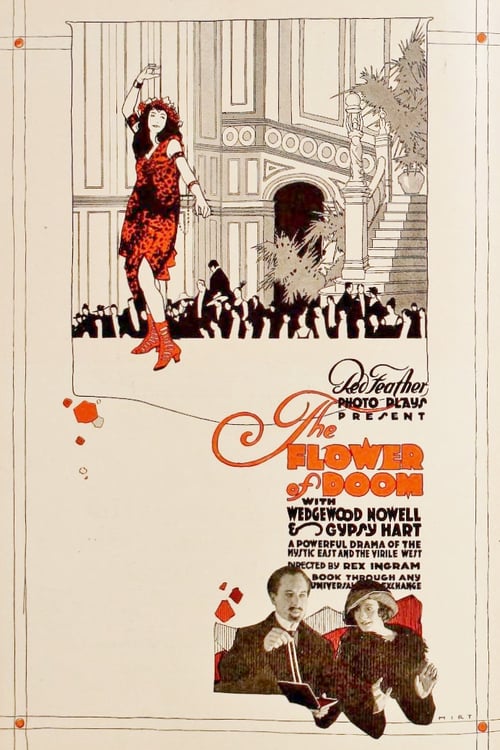 Red Feather
PHOTO PLAYS
PRESENT
The
FLOWER
of DOOM
WITH
WEDGEWOOD NOWELL
& GYPSY HART
A POWERFUL DRAMA OF THE
MYSTIC EAST AND THE VIRILE WEST
DIRECTED BY REX INGRAM
BOOK THROUGH ANY
UNIVERSAL EXCHANGE
MIRT